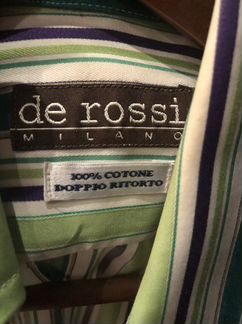 de rossi
MILANO
100% COTONE
DOPPIO RITORTO